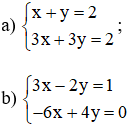 a) { x + y = 2
3x + 3y = 2 ;
b) { 3x − 2y = 1
−6x + 4y = 0